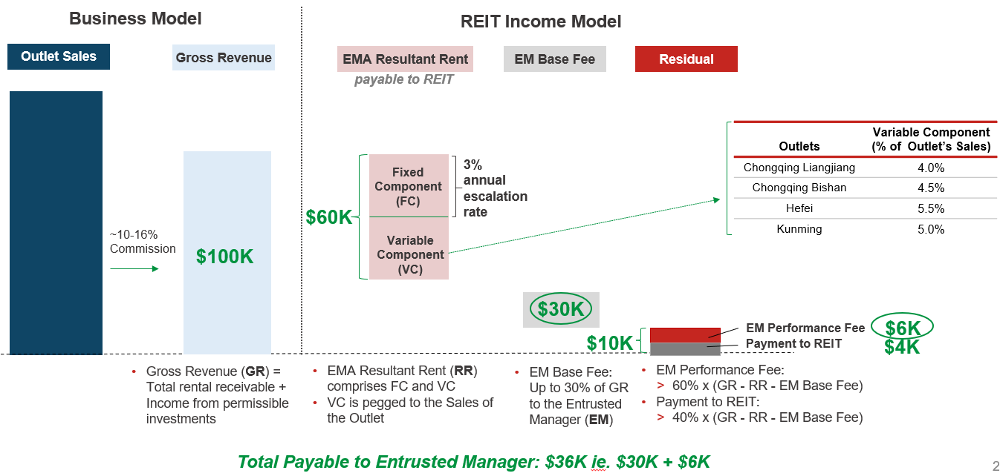 Business Model
REIT Income Model
Outlet Sales
Gross Revenue
EMA Resultant Rent
payable to REIT
EM Base Fee
Residual
~10-16%
Commission
$100K
$60K
Fixed
Component
(FC)
Variable
Component
(VC)
3%
annual
escalation
rate
Outlets
Variable Component
(% of Outlet's Sales)
Chongqing Liangjiang 4.0%
Chongqing Bishan 4.5%
Hefei 5.5%
Kunming 5.0%
$30K
$10K
EM Performance Fee $6K
Payment to REIT $4K
• Gross Revenue (GR) =
Total rental receivable +
Income from permissible
investments
• EMA Resultant Rent (RR)
comprises FC and VC
• VC is pegged to the Sales of
the Outlet
• EM Base Fee:
Up to 30% of GR
to the Entrusted
Manager (EM)
• EM Performance Fee:
> 60% x (GR - RR - EM Base Fee)
• Payment to REIT:
> 40% x (GR - RR - EM Base Fee)
Total Payable to Entrusted Manager: $36K ie. $30K + $6K
2